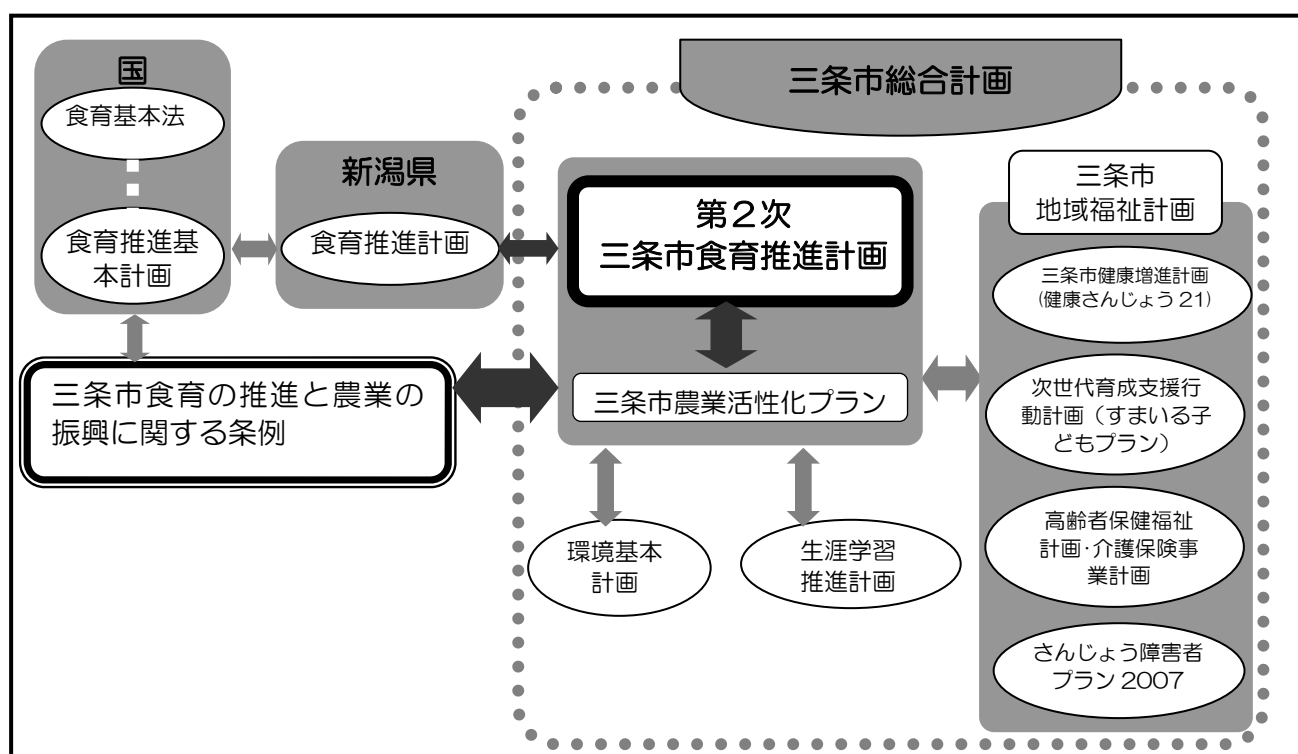 国
食育基本法
食育推進基
本計画
新潟県
食育推進計画
三条市食育の推進と農業の
振興に関する条例
三条市総合計画
第2次
三条市食育推進計画
三条市農業活性化プラン
環境基本
計画
生涯学習
推進計画
三条市
地域福祉計画
三条市健康増進計画
(健康さんじょう21)
次世代育成支援行
動計画（すまいる子
どもプラン）
高齢者保健福祉
計画・介護保険事
業計画
さんじょう障害者
プラン2007